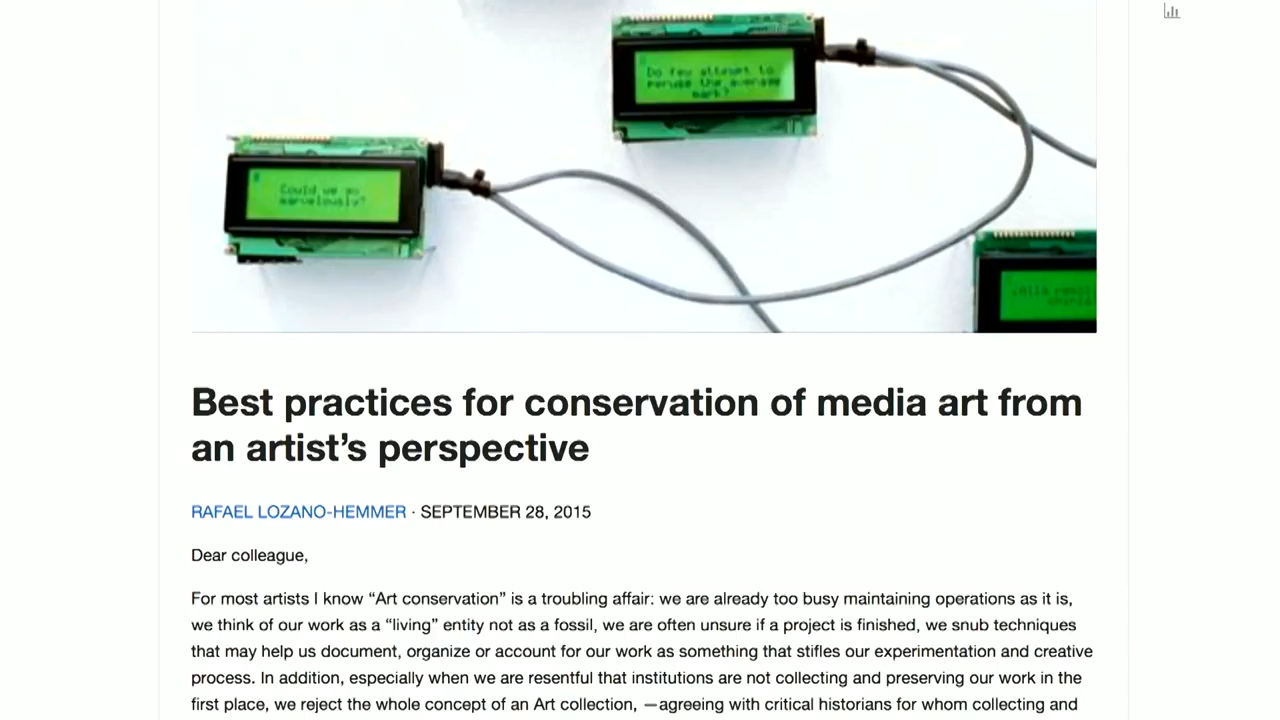 Do few attempt to
peruse the average
mark?
Could we go
marvelously?
Best practices for conservation of media art from
an artist’s perspective
RAFAEL LOZANO-HEMMER · SEPTEMBER 28, 2015
Dear colleague,
For most artists I know “Art conservation” is a troubling affair: we are already too busy maintaining operations as it is,
we think of our work as a “living” entity not as a fossil, we are often unsure if a project is finished, we snub techniques
that may help us document, organize or account for our work as something that stifles our experimentation and creative
process. In addition, especially when we are resentful that institutions are not collecting and preserving our work in the
first place, we reject the whole concept of an Art collection, —agreeing with critical historians for whom collecting and